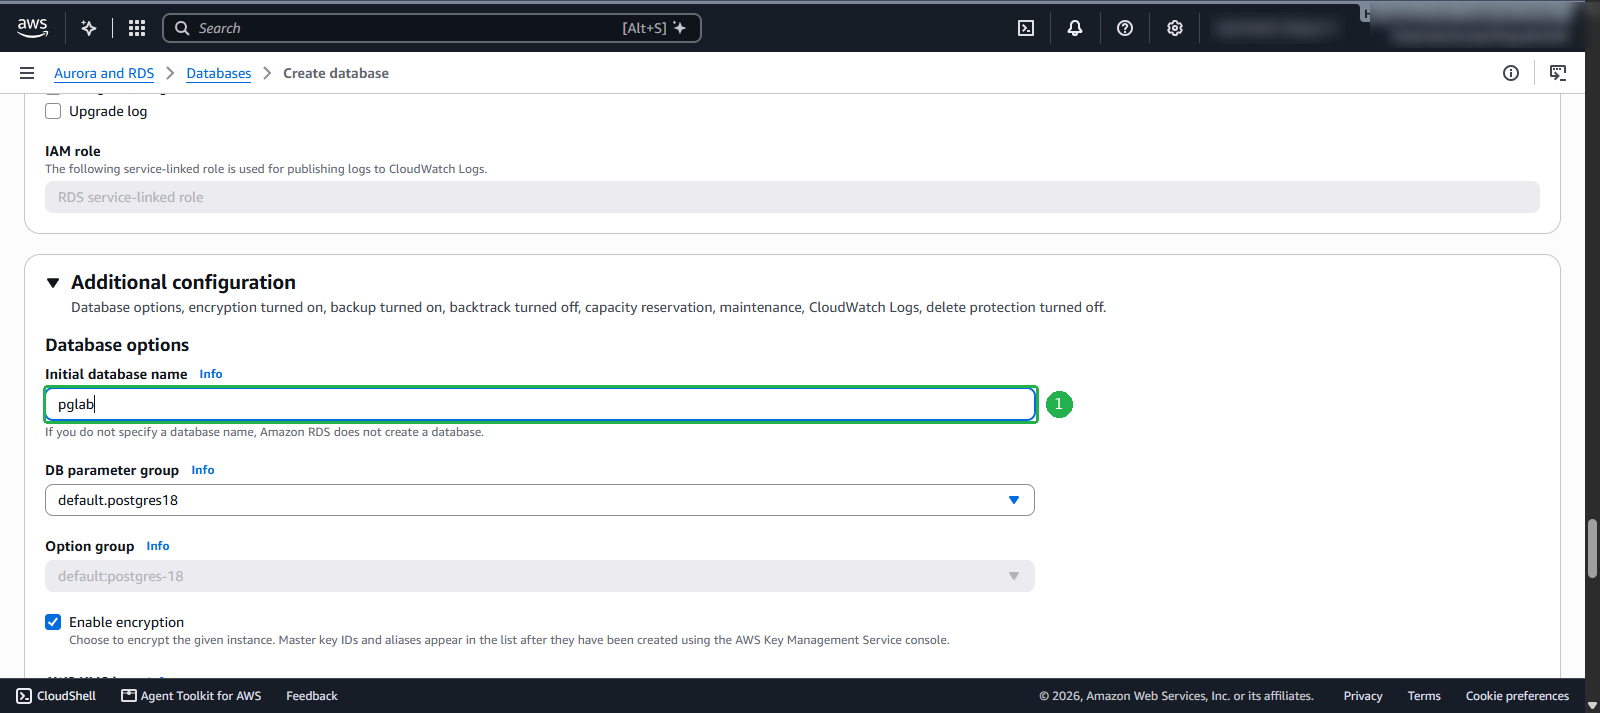 aws
Search [Alt+S]
Aurora and RDS > Databases > Create database
Upgrade log
IAM role
The following service-linked role is used for publishing logs to CloudWatch Logs.
RDS service-linked role
Additional configuration
Database options, encryption turned on, backup turned on, backtrack turned off, capacity reservation, maintenance, CloudWatch Logs, delete protection turned off.
Database options
Initial database name Info
pglab 1
If you do not specify a database name, Amazon RDS does not create a database.
DB parameter group Info
default.postgres18
Option group Info
default:postgres-18
Enable encryption
Choose to encrypt the given instance. Master key IDs and aliases appear in the list after they have been created using the AWS Key Management Service console.
CloudShell Agent Toolkit for AWS Feedback © 2026, Amazon Web Services, Inc. or its affiliates. Privacy Terms Cookie preferences